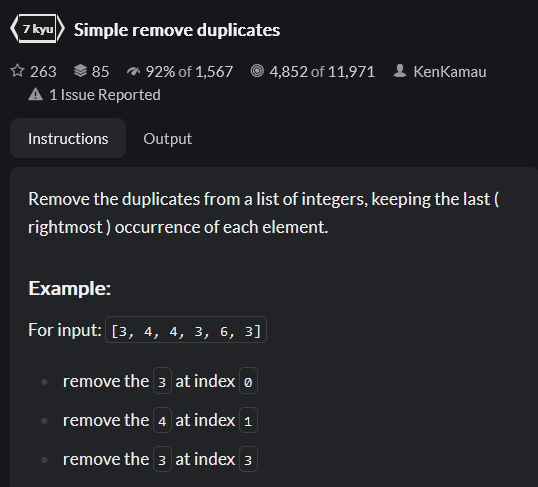 7 kyu Simple remove duplicates
263 85 92% of 1,567 4,852 of 11,971 KenKamau
1 Issue Reported
Instructions Output
Remove the duplicates from a list of integers, keeping the last (
rightmost ) occurrence of each element.
Example:
For input: [3, 4, 4, 3, 6, 3]
remove the 3 at index 0
remove the 4 at index 1
remove the 3 at index 3